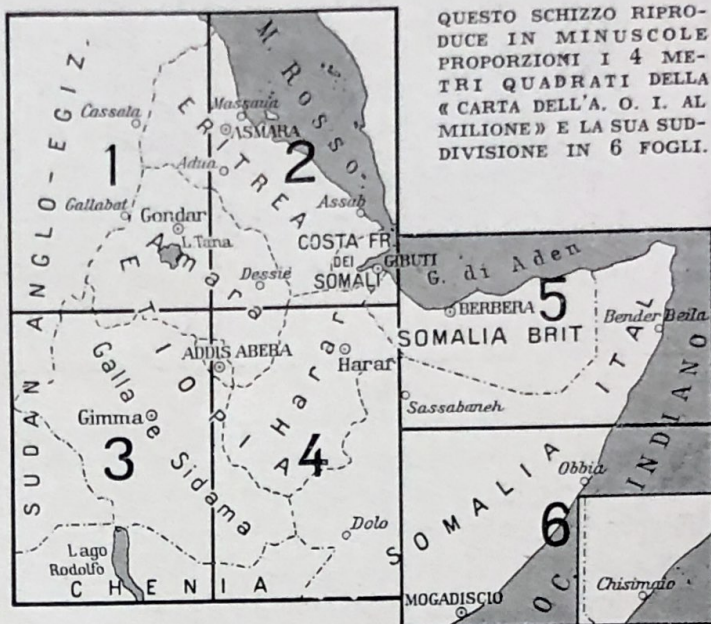 QUESTO SCHIZZO RIPRO-
DUCE IN MINUSCOLE
PROPORZIONI I 4 ME-
TRI QUADRATI DELLA
« CARTA DELL'A. O. I. AL
MILIONE » E LA SUA SUD-
DIVISIONE IN 6 FOGLI.
SUDAN ANGLO-EGIZ.
M. ROSSO
Cassala
Massaua
ASMARA
ERITREA
1
2
Adua
Gallabat
Gondar
L. Tana
Amara
Assab
COSTA FR.
DEI
SOMALI
GIBUTI
G. di Aden
Dessiè
ETIOPIA
BERBERA
5
Bender Beila
SOMALIA BRIT
ADDIS ABEBA
Harar
Harar
Galla e Sidama
Gimma
3
4
Sassabaneh
SOMALIA ITAL
Obbia
OC. INDIANO
6
Dolo
Lago
Rodolfo
CHENIA
MOGADISCIO
Chisimaio